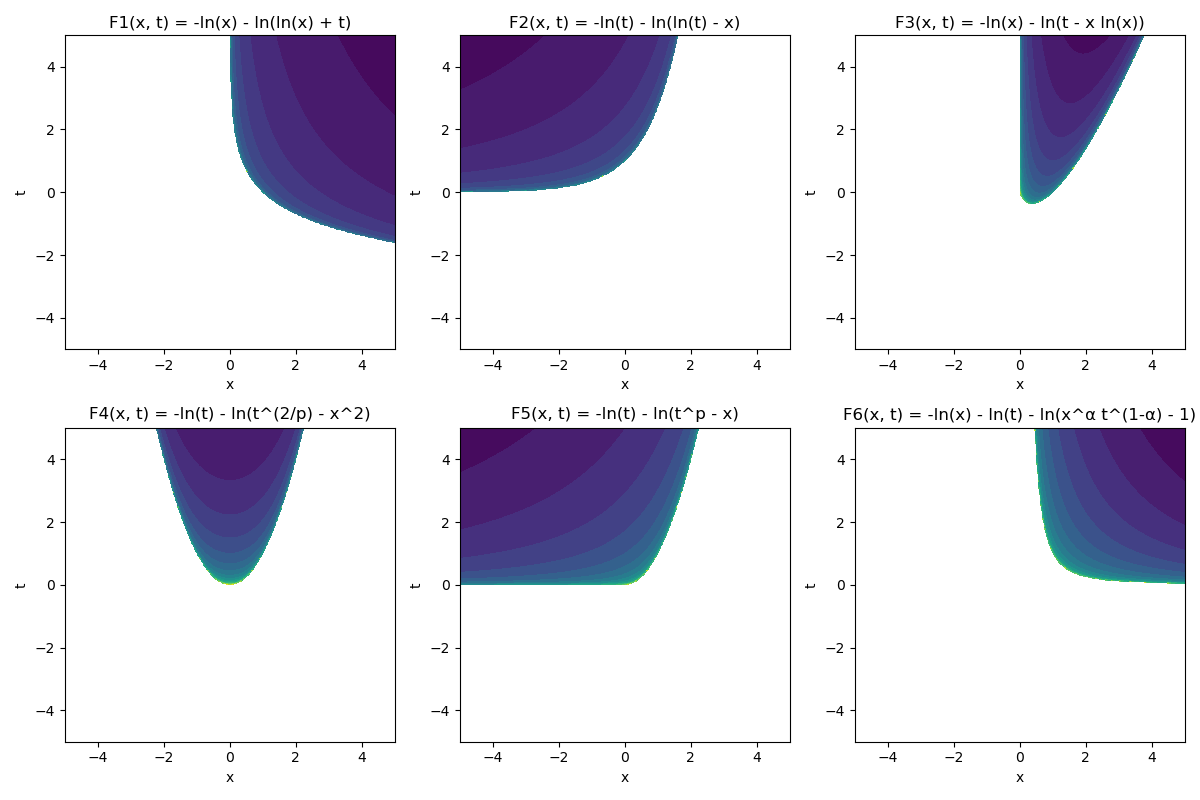 F1(x, t) = -ln(x) - ln(ln(x) + t)
F2(x, t) = -ln(t) - ln(ln(t) - x)
F3(x, t) = -ln(x) - ln(t - x ln(x))
4
2
0
−2
−4
t
−4 −2 0 2 4
x
4
2
0
−2
−4
t
−4 −2 0 2 4
x
4
2
0
−2
−4
t
−4 −2 0 2 4
x
F4(x, t) = -ln(t) - ln(t^(2/p) - x^2)
F5(x, t) = -ln(t) - ln(t^p - x)
F6(x, t) = -ln(x) - ln(t) - ln(x^α t^(1-α) - 1)
4
2
0
−2
−4
t
−4 −2 0 2 4
x
4
2
0
−2
−4
t
−4 −2 0 2 4
x
4
2
0
−2
−4
t
−4 −2 0 2 4
x